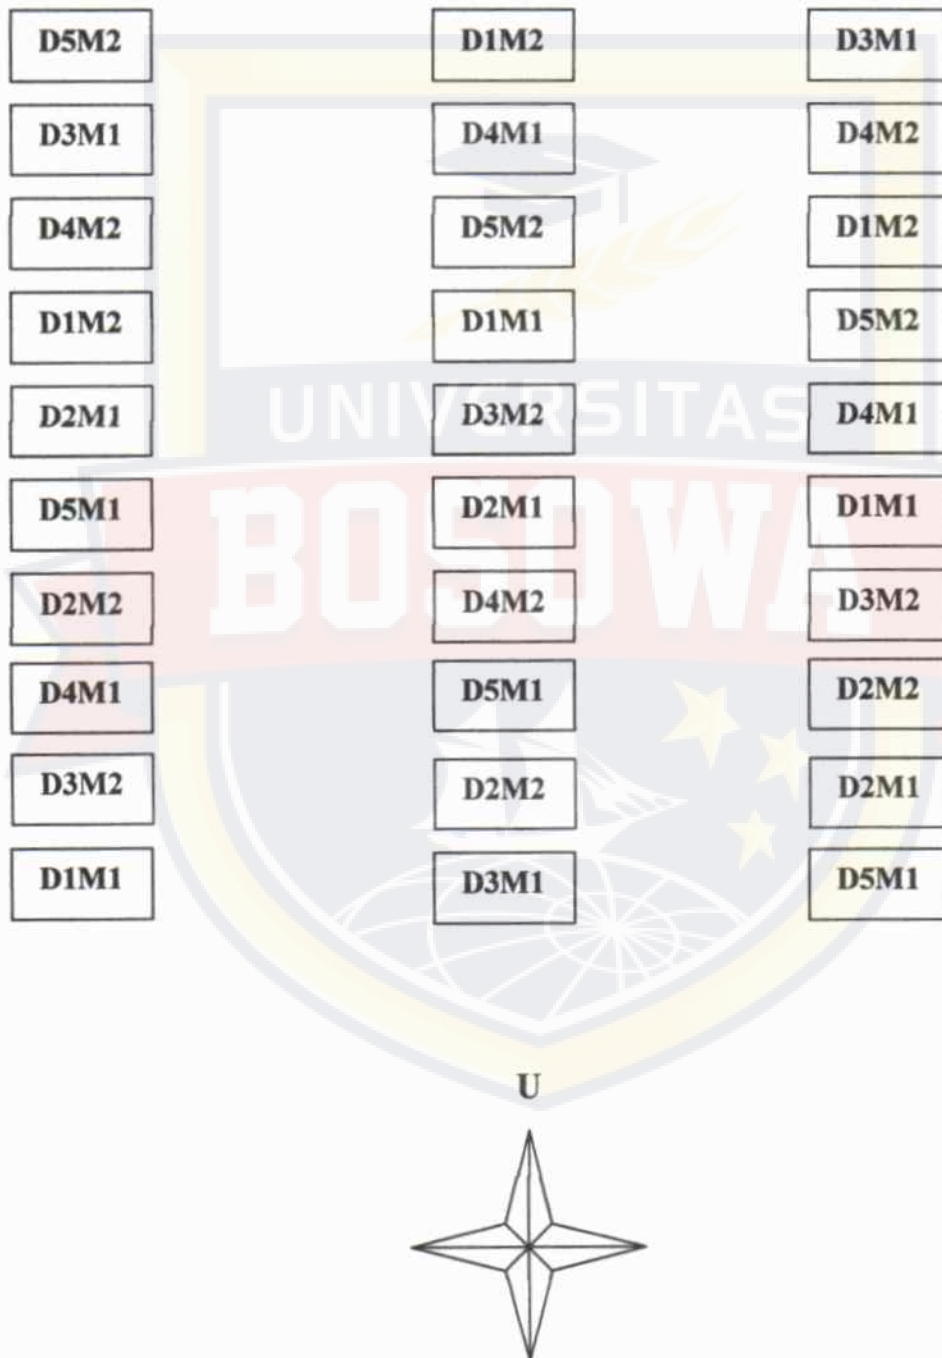 D5M2 D1M2 D3M1
D3M1 D4M1 D4M2
D4M2 D5M2 D1M2
D1M2 D1M1 D5M2
D2M1 D3M2 D4M1
D5M1 D2M1 D1M1
D2M2 D4M2 D3M2
D4M1 D5M1 D2M2
D3M2 D2M2 D2M1
D1M1 D3M1 D5M1
UNIVERSITAS
BOSOWA
U